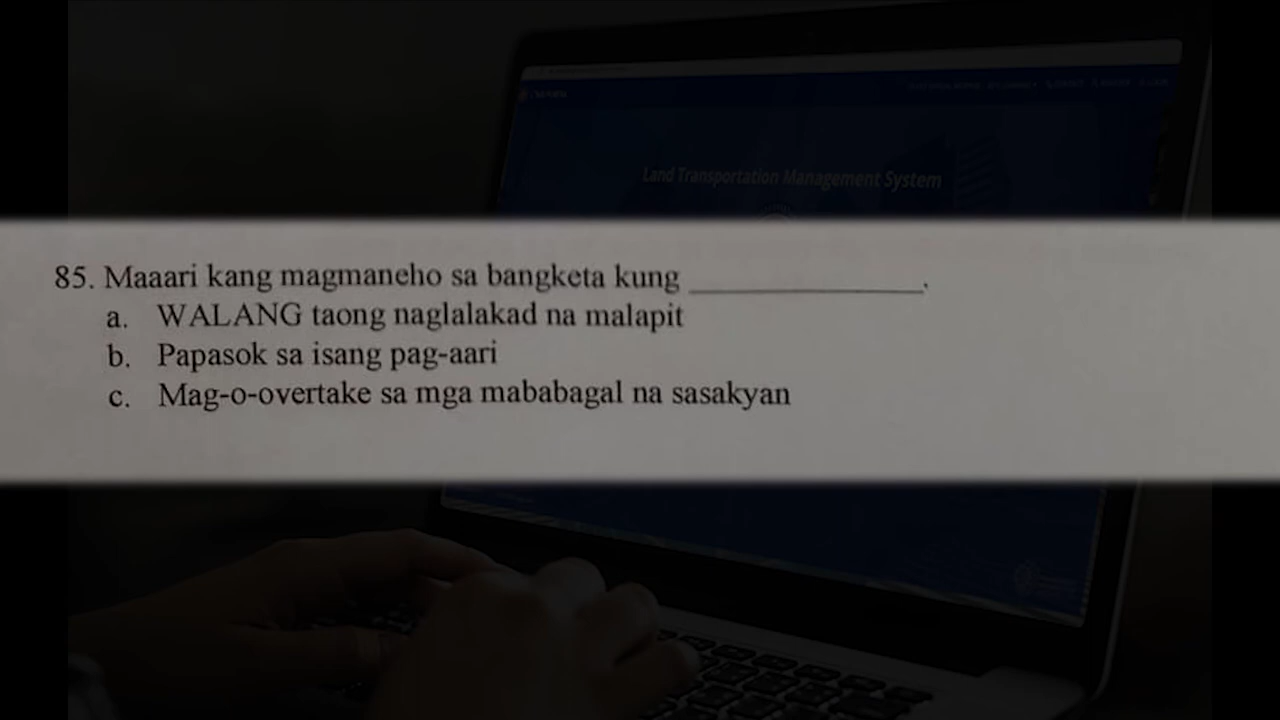 Land Transportation Management System
85. Maaari kang magmaneho sa bangketa kung ____________.
a. WALANG taong naglalakad na malapit
b. Papasok sa isang pag-aari
c. Mag-o-overtake sa mga mababagal na sasakyan